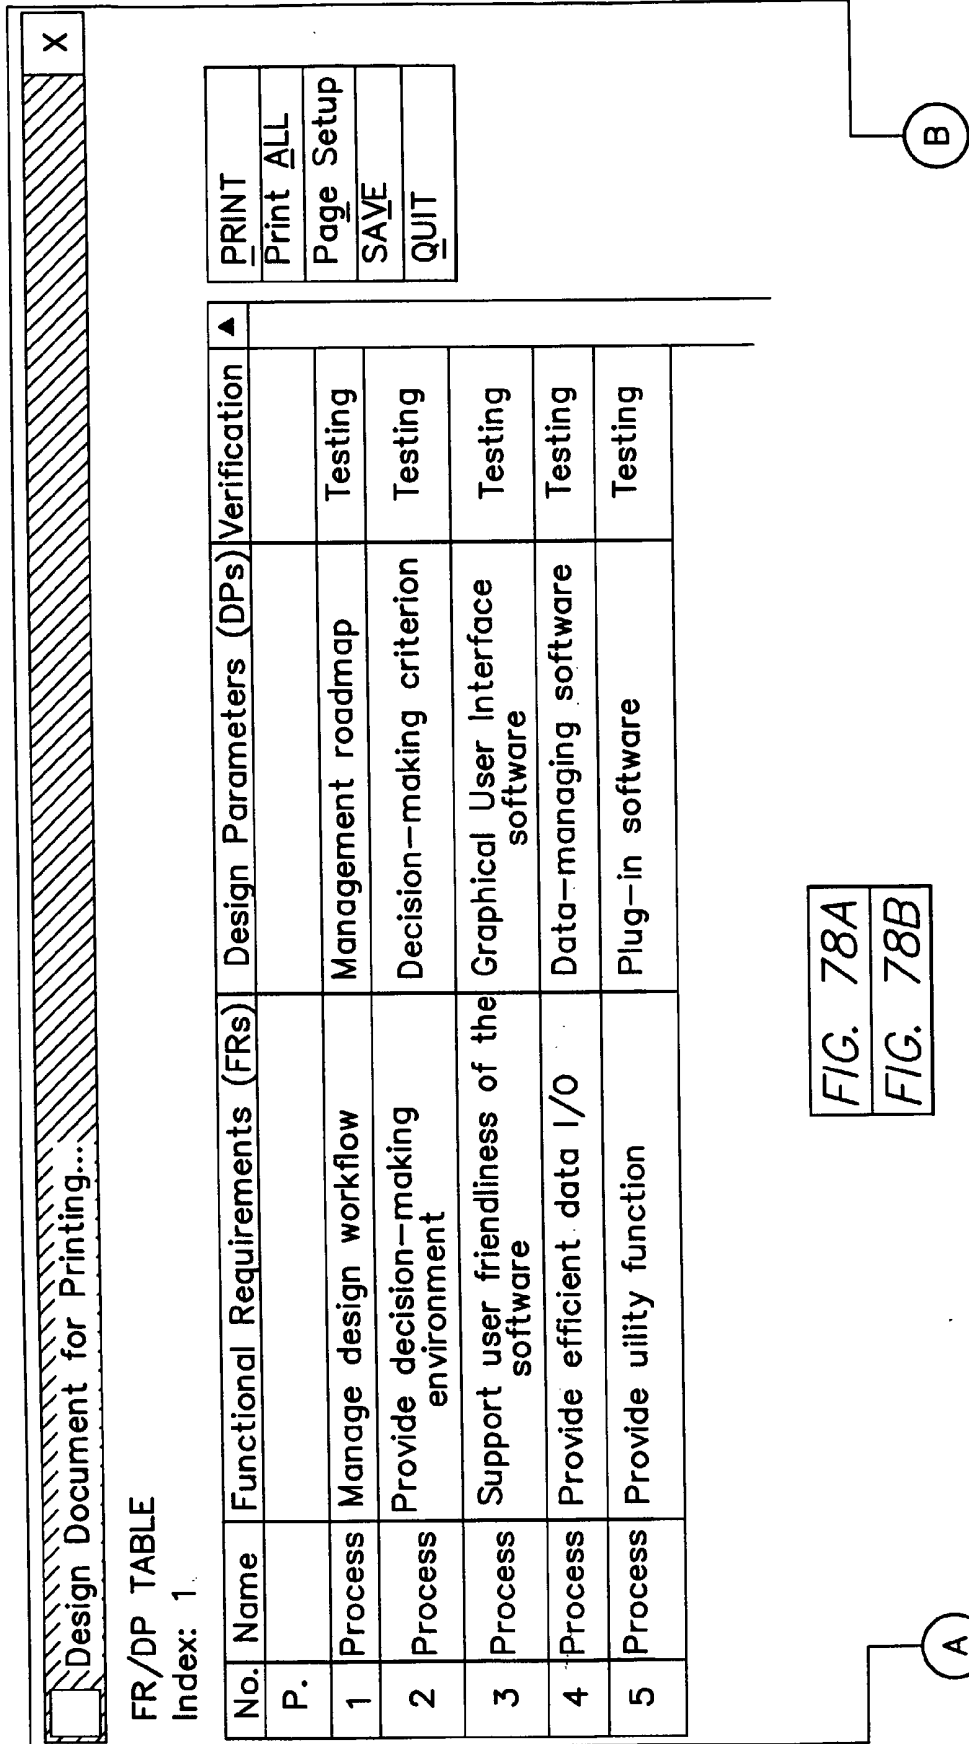 Design Document for Printing...
X
FR/DP TABLE
Index: 1
No. Name Functional Requirements (FRs) Design Parameters (DPs) Verification ▲
P.
1 Process Manage design workflow Management roadmap Testing
2 Process Provide decision—making environment Decision—making criterion Testing
3 Process Support user friendliness of the software Graphical User Interface software Testing
4 Process Provide efficient data I/O Data—managing software Testing
5 Process Provide uility function Plug—in software Testing
PRINT
Print ALL
Page Setup
SAVE
QUIT
A
B
FIG. 78A
FIG. 78B